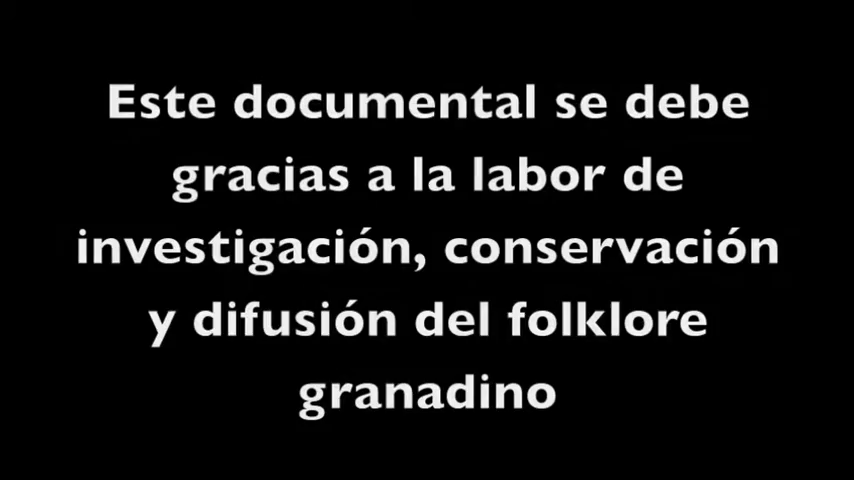 Este documental se debe
gracias a la labor de
investigación, conservación
y difusión del folklore
granadino